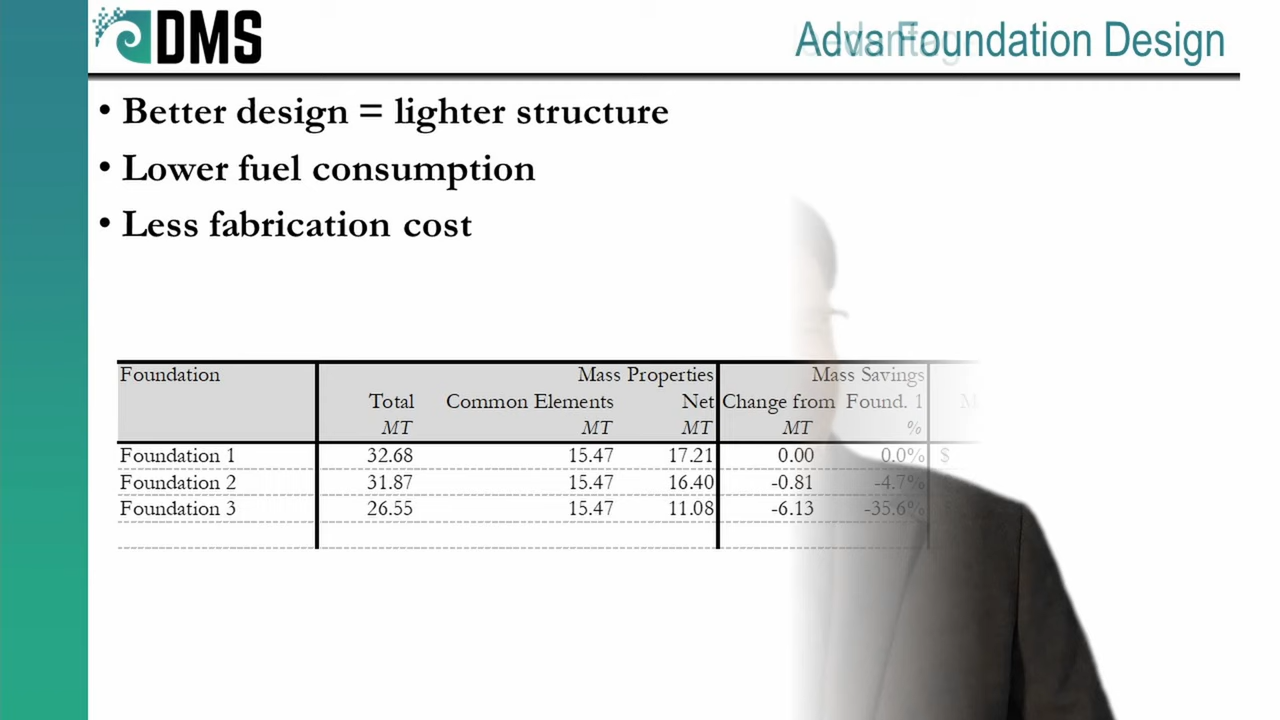 DMS
Foundation Design
• Better design = lighter structure
• Lower fuel consumption
• Less fabrication cost
Foundation Mass Properties Mass Savings
Total Common Elements Net Change from Found. 1
MT MT MT MT %
Foundation 1 32.68 15.47 17.21 0.00 0.0% $
Foundation 2 31.87 15.47 16.40 -0.81 -4.7%
Foundation 3 26.55 15.47 11.08 -6.13 -35.6%